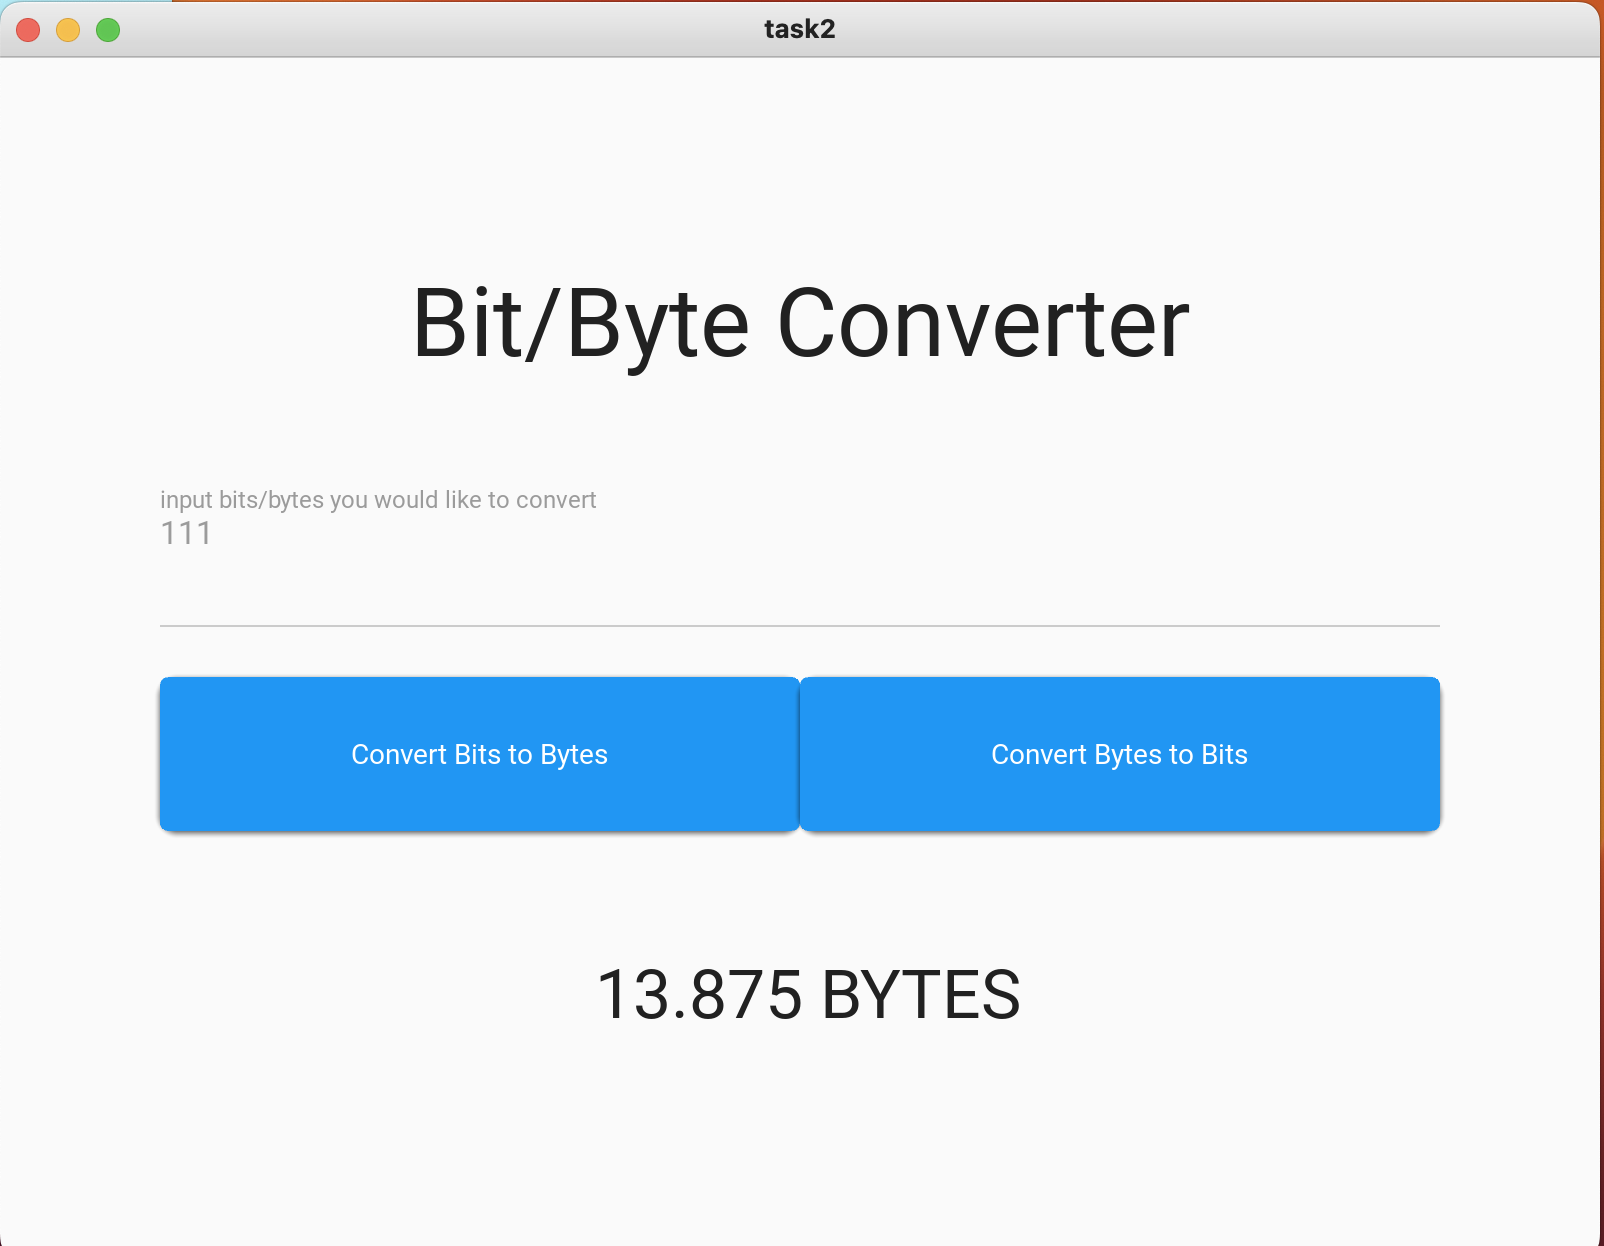 task2
Bit/Byte Converter
input bits/bytes you would like to convert
111
Convert Bits to Bytes
Convert Bytes to Bits
13.875 BYTES